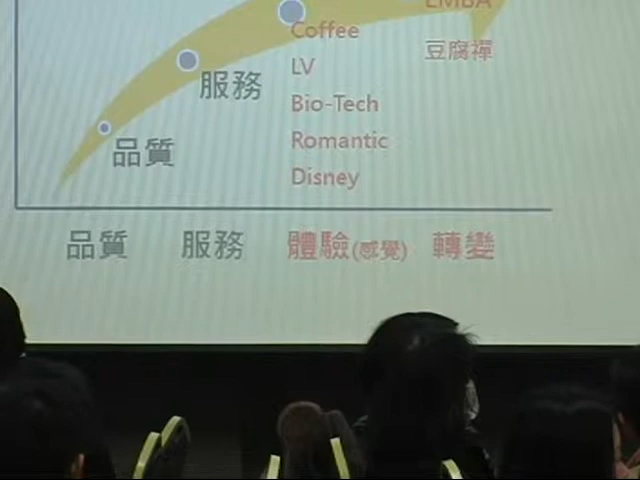 EMBA
Coffee
豆腐禪
LV
服務
Bio-Tech
品質
Romantic
Disney
品質 服務 體驗(感覺) 轉變